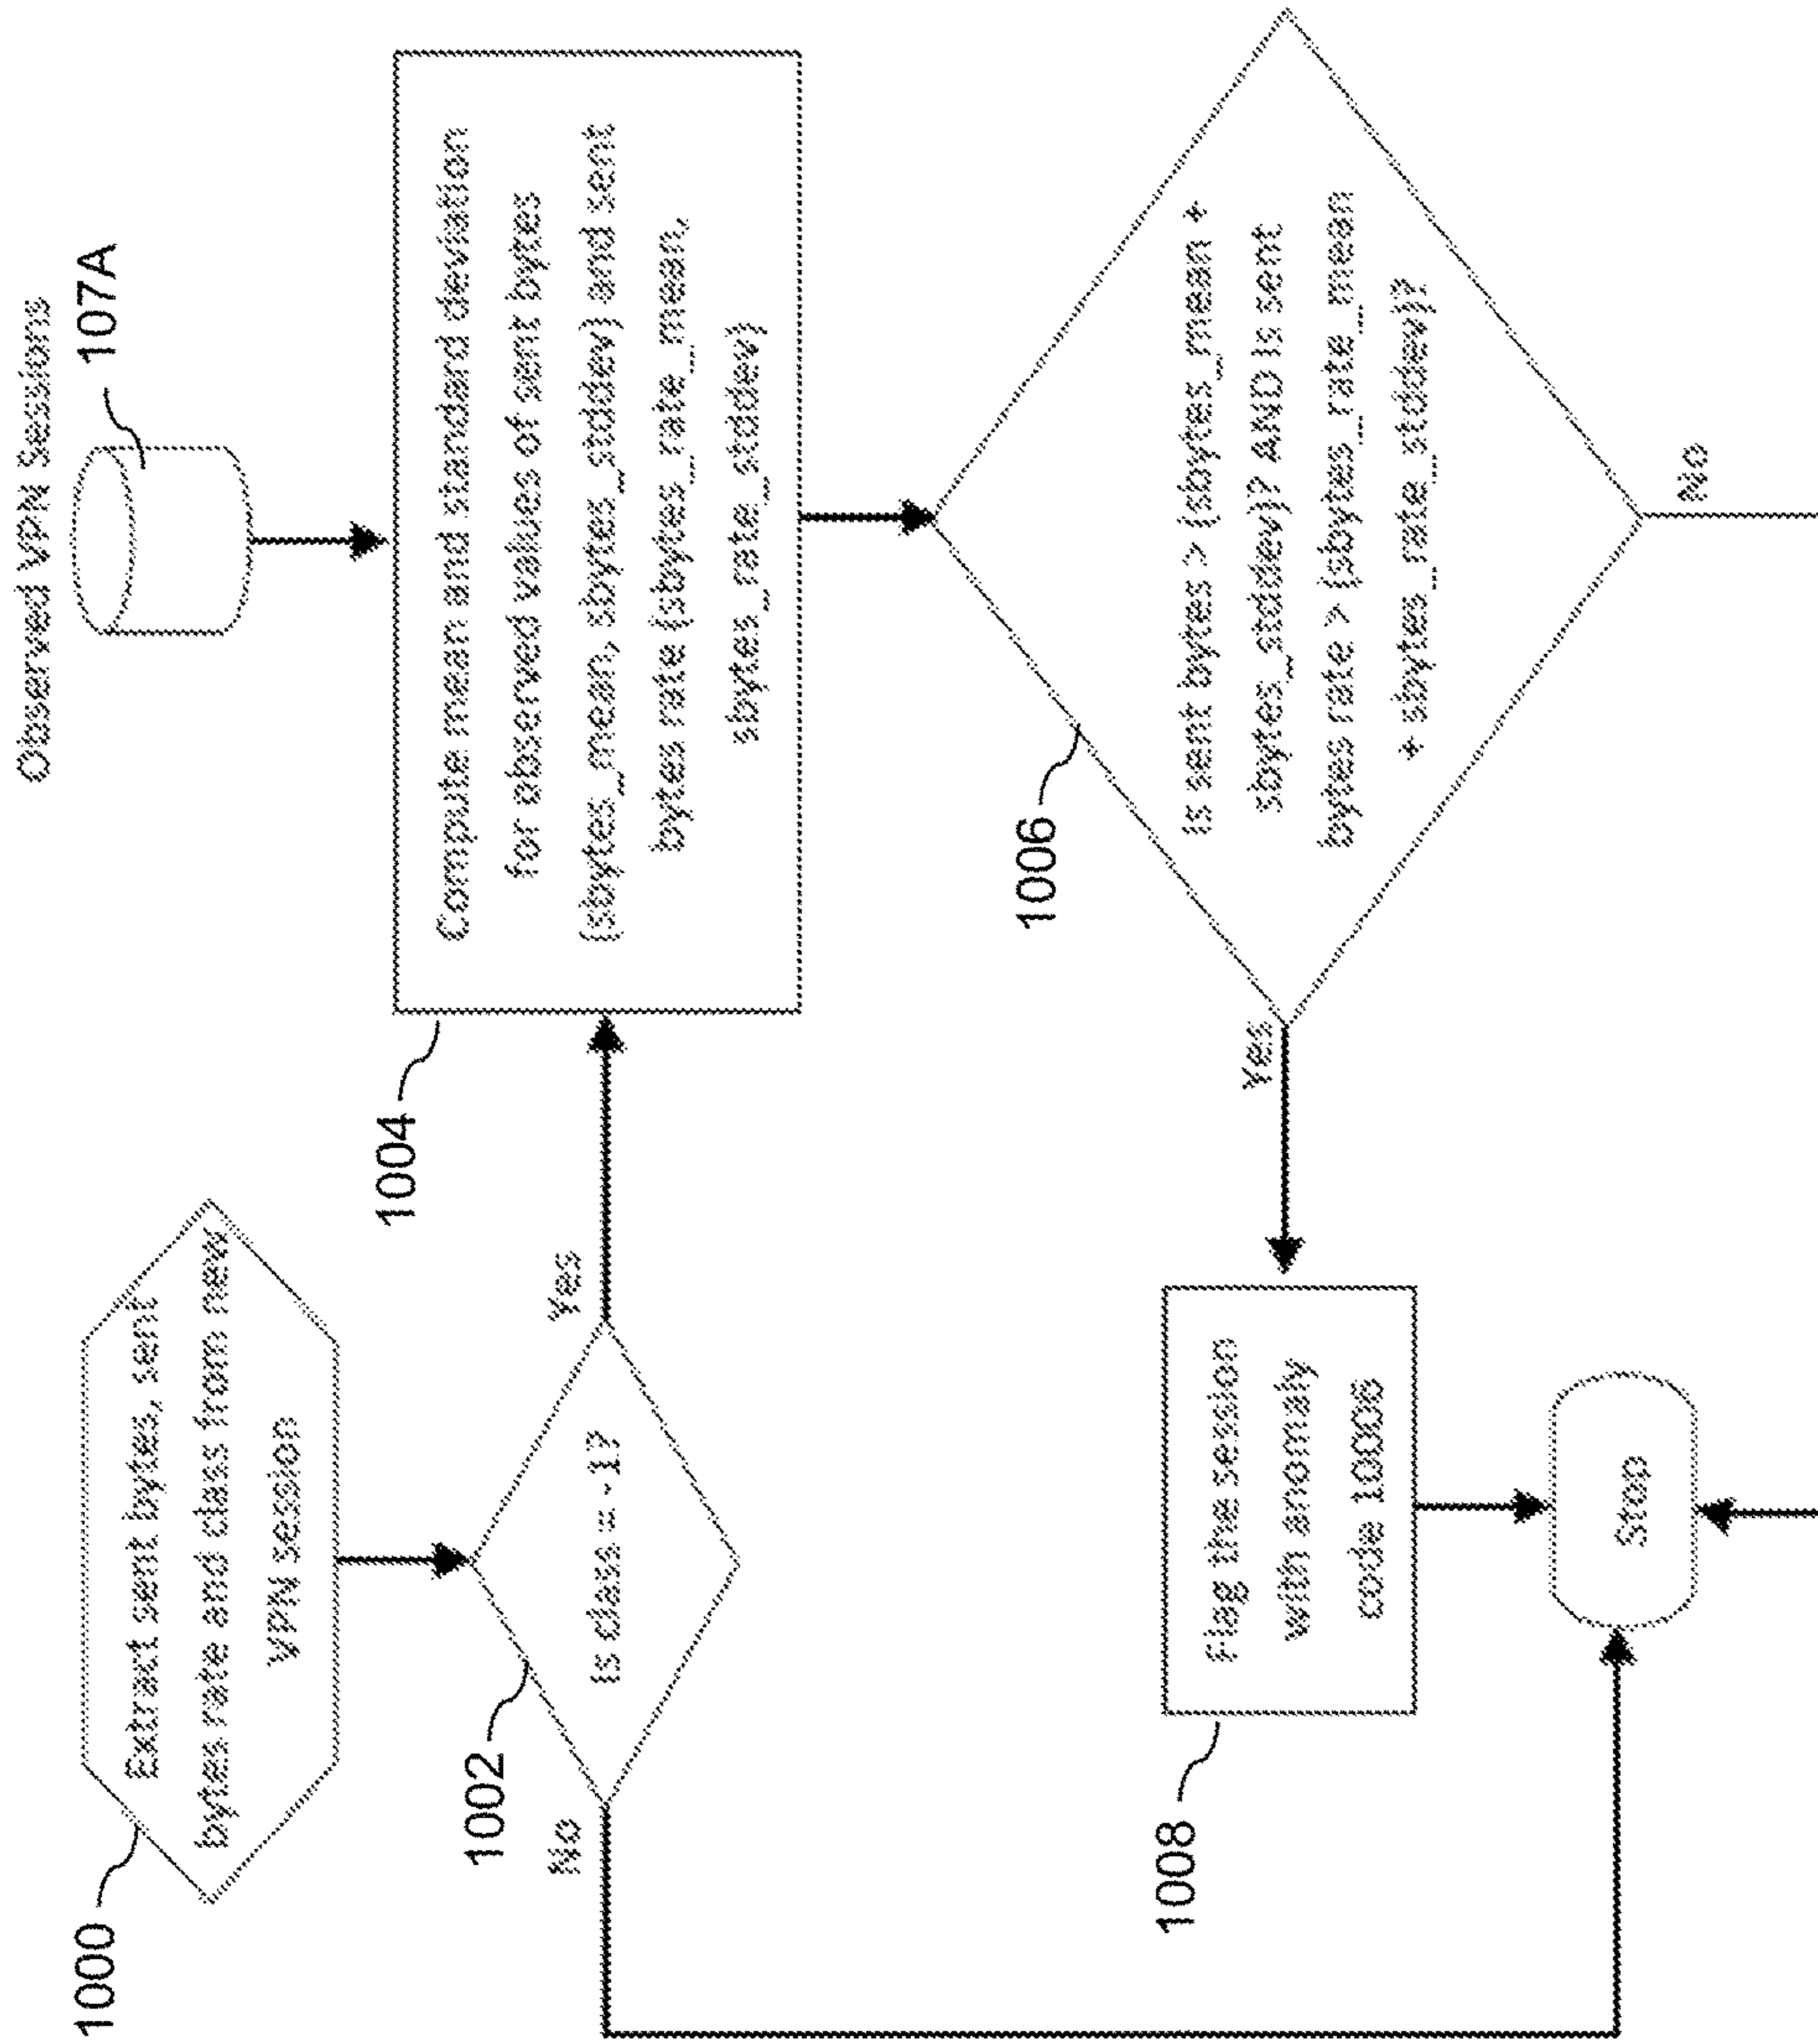 1000
Extract sent bytes, sent
bytes rate and class from new
VPN session
Observed VPN Sessions
107A
1002
Is class = -1?
No
Yes
1004
Compute mean and standard deviation
for observed values of sent bytes
(sbytes_mean, sbytes_stddev) and sent
bytes rate (sbytes_rate_mean,
sbytes_rate_stddev)
1006
Is sent bytes > (sbytes_mean +
sbytes_stddev)? AND Is sent
bytes rate > (sbytes_rate_mean
+ sbytes_rate_stddev)?
Yes
No
1008
Flag the session
with anomaly
code 10006
Stop